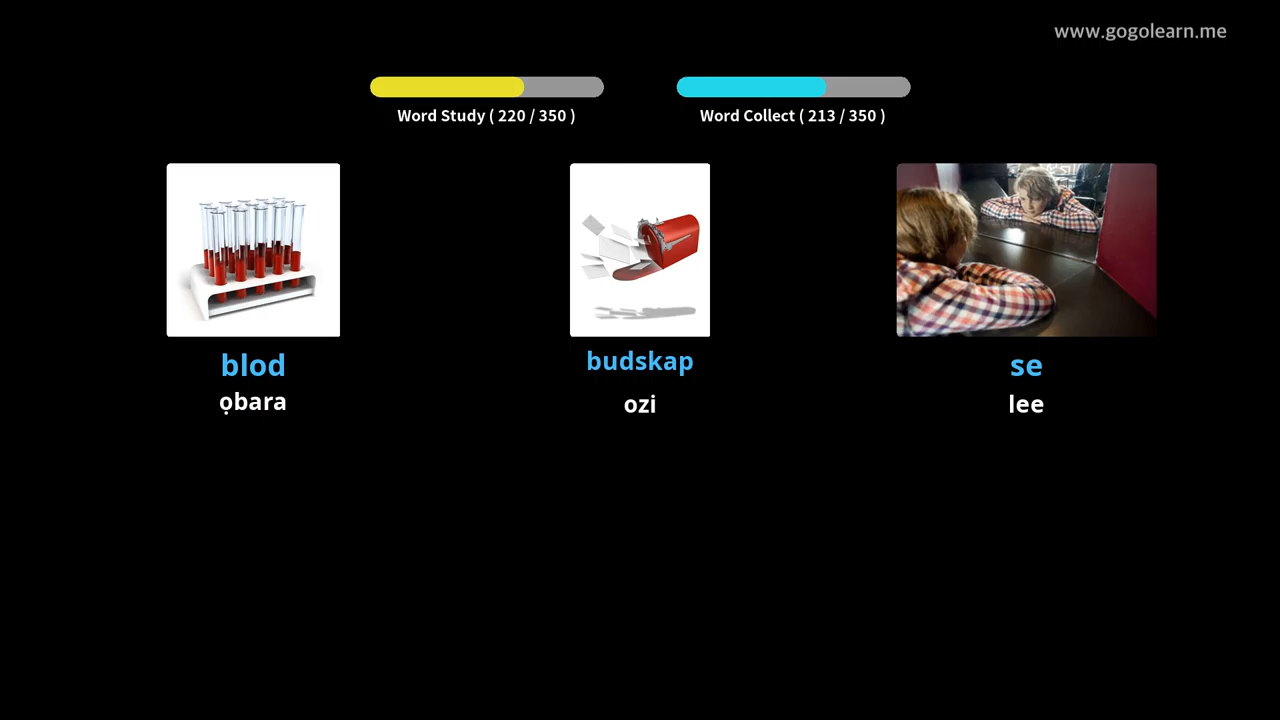 www.gogolearn.me
Word Study ( 220 / 350 )
Word Collect ( 213 / 350 )
blod
ọbara
budskap
ozi
se
lee